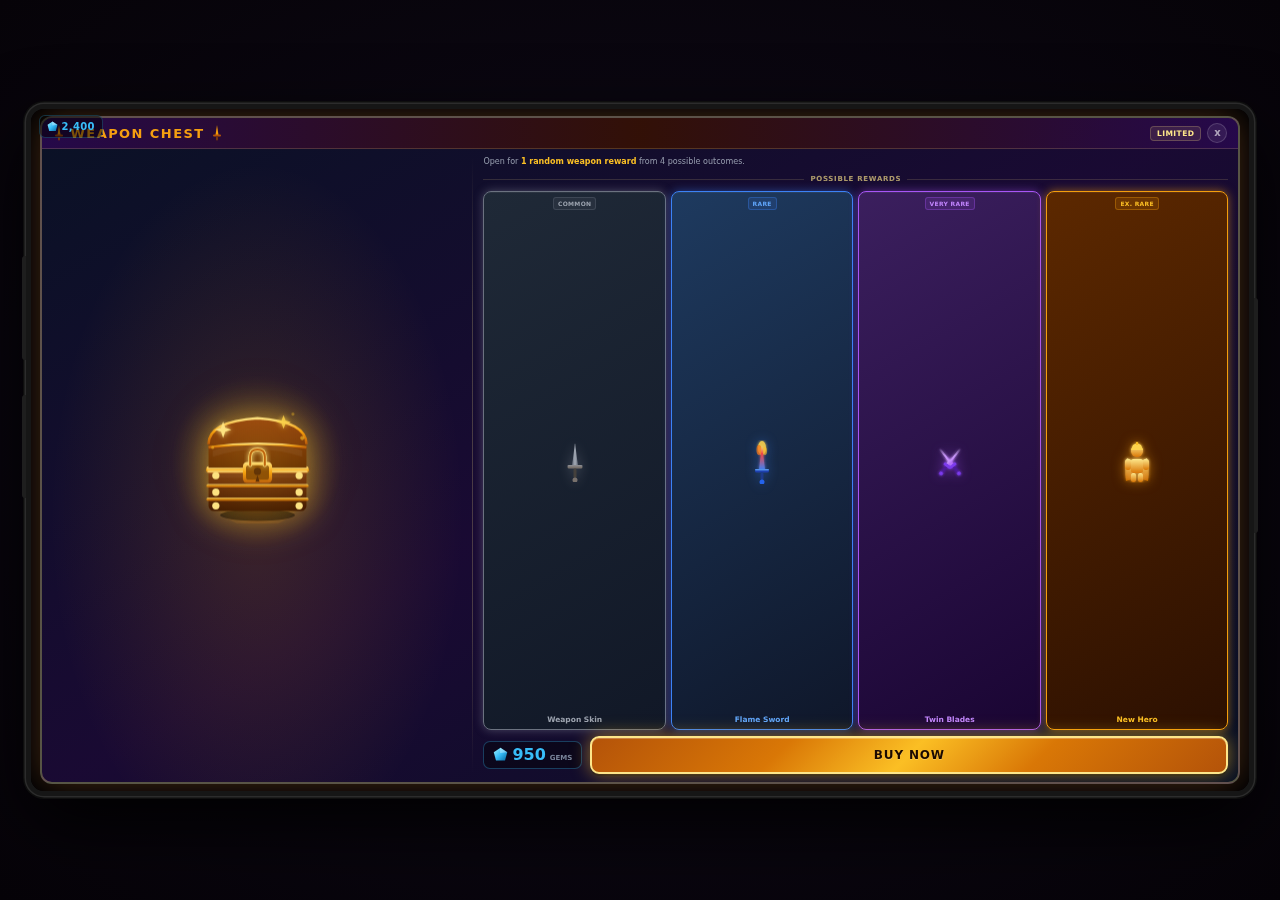 2,400
WEAPON CHEST
LIMITED
X
Open for 1 random weapon reward from 4 possible outcomes.
POSSIBLE REWARDS
COMMON
RARE
VERY RARE
EX. RARE
Weapon Skin
Flame Sword
Twin Blades
New Hero
950 GEMS
BUY NOW